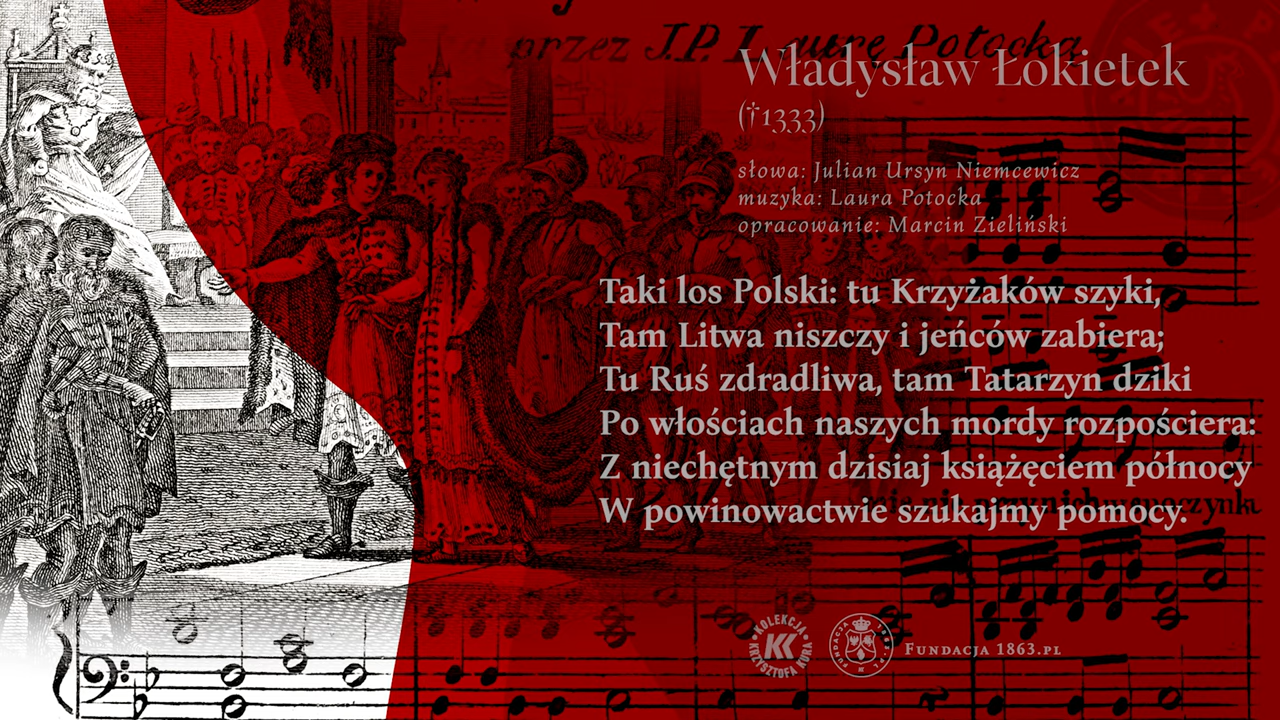 przez J.P. Potocką
Władysław Łokietek
(†1333)
słowa: Julian Ursyn Niemcewicz
muzyka: Laura Potocka
opracowanie: Marcin Zieliński
Taki los Polski: tu Krzyżaków szyki,
Tam Litwa niszczy i jeńców zabiera;
Tu Ruś zdradliwa, tam Tatarzyn dziki
Po włościach naszych mordy rozpościera:
Z niechętnym dzisiaj książęciem północy
W powinowactwie szukajmy pomocy.
KOLEKCJA
KK
KRZYSZTOFA KURA
Fundacja 1863.pl